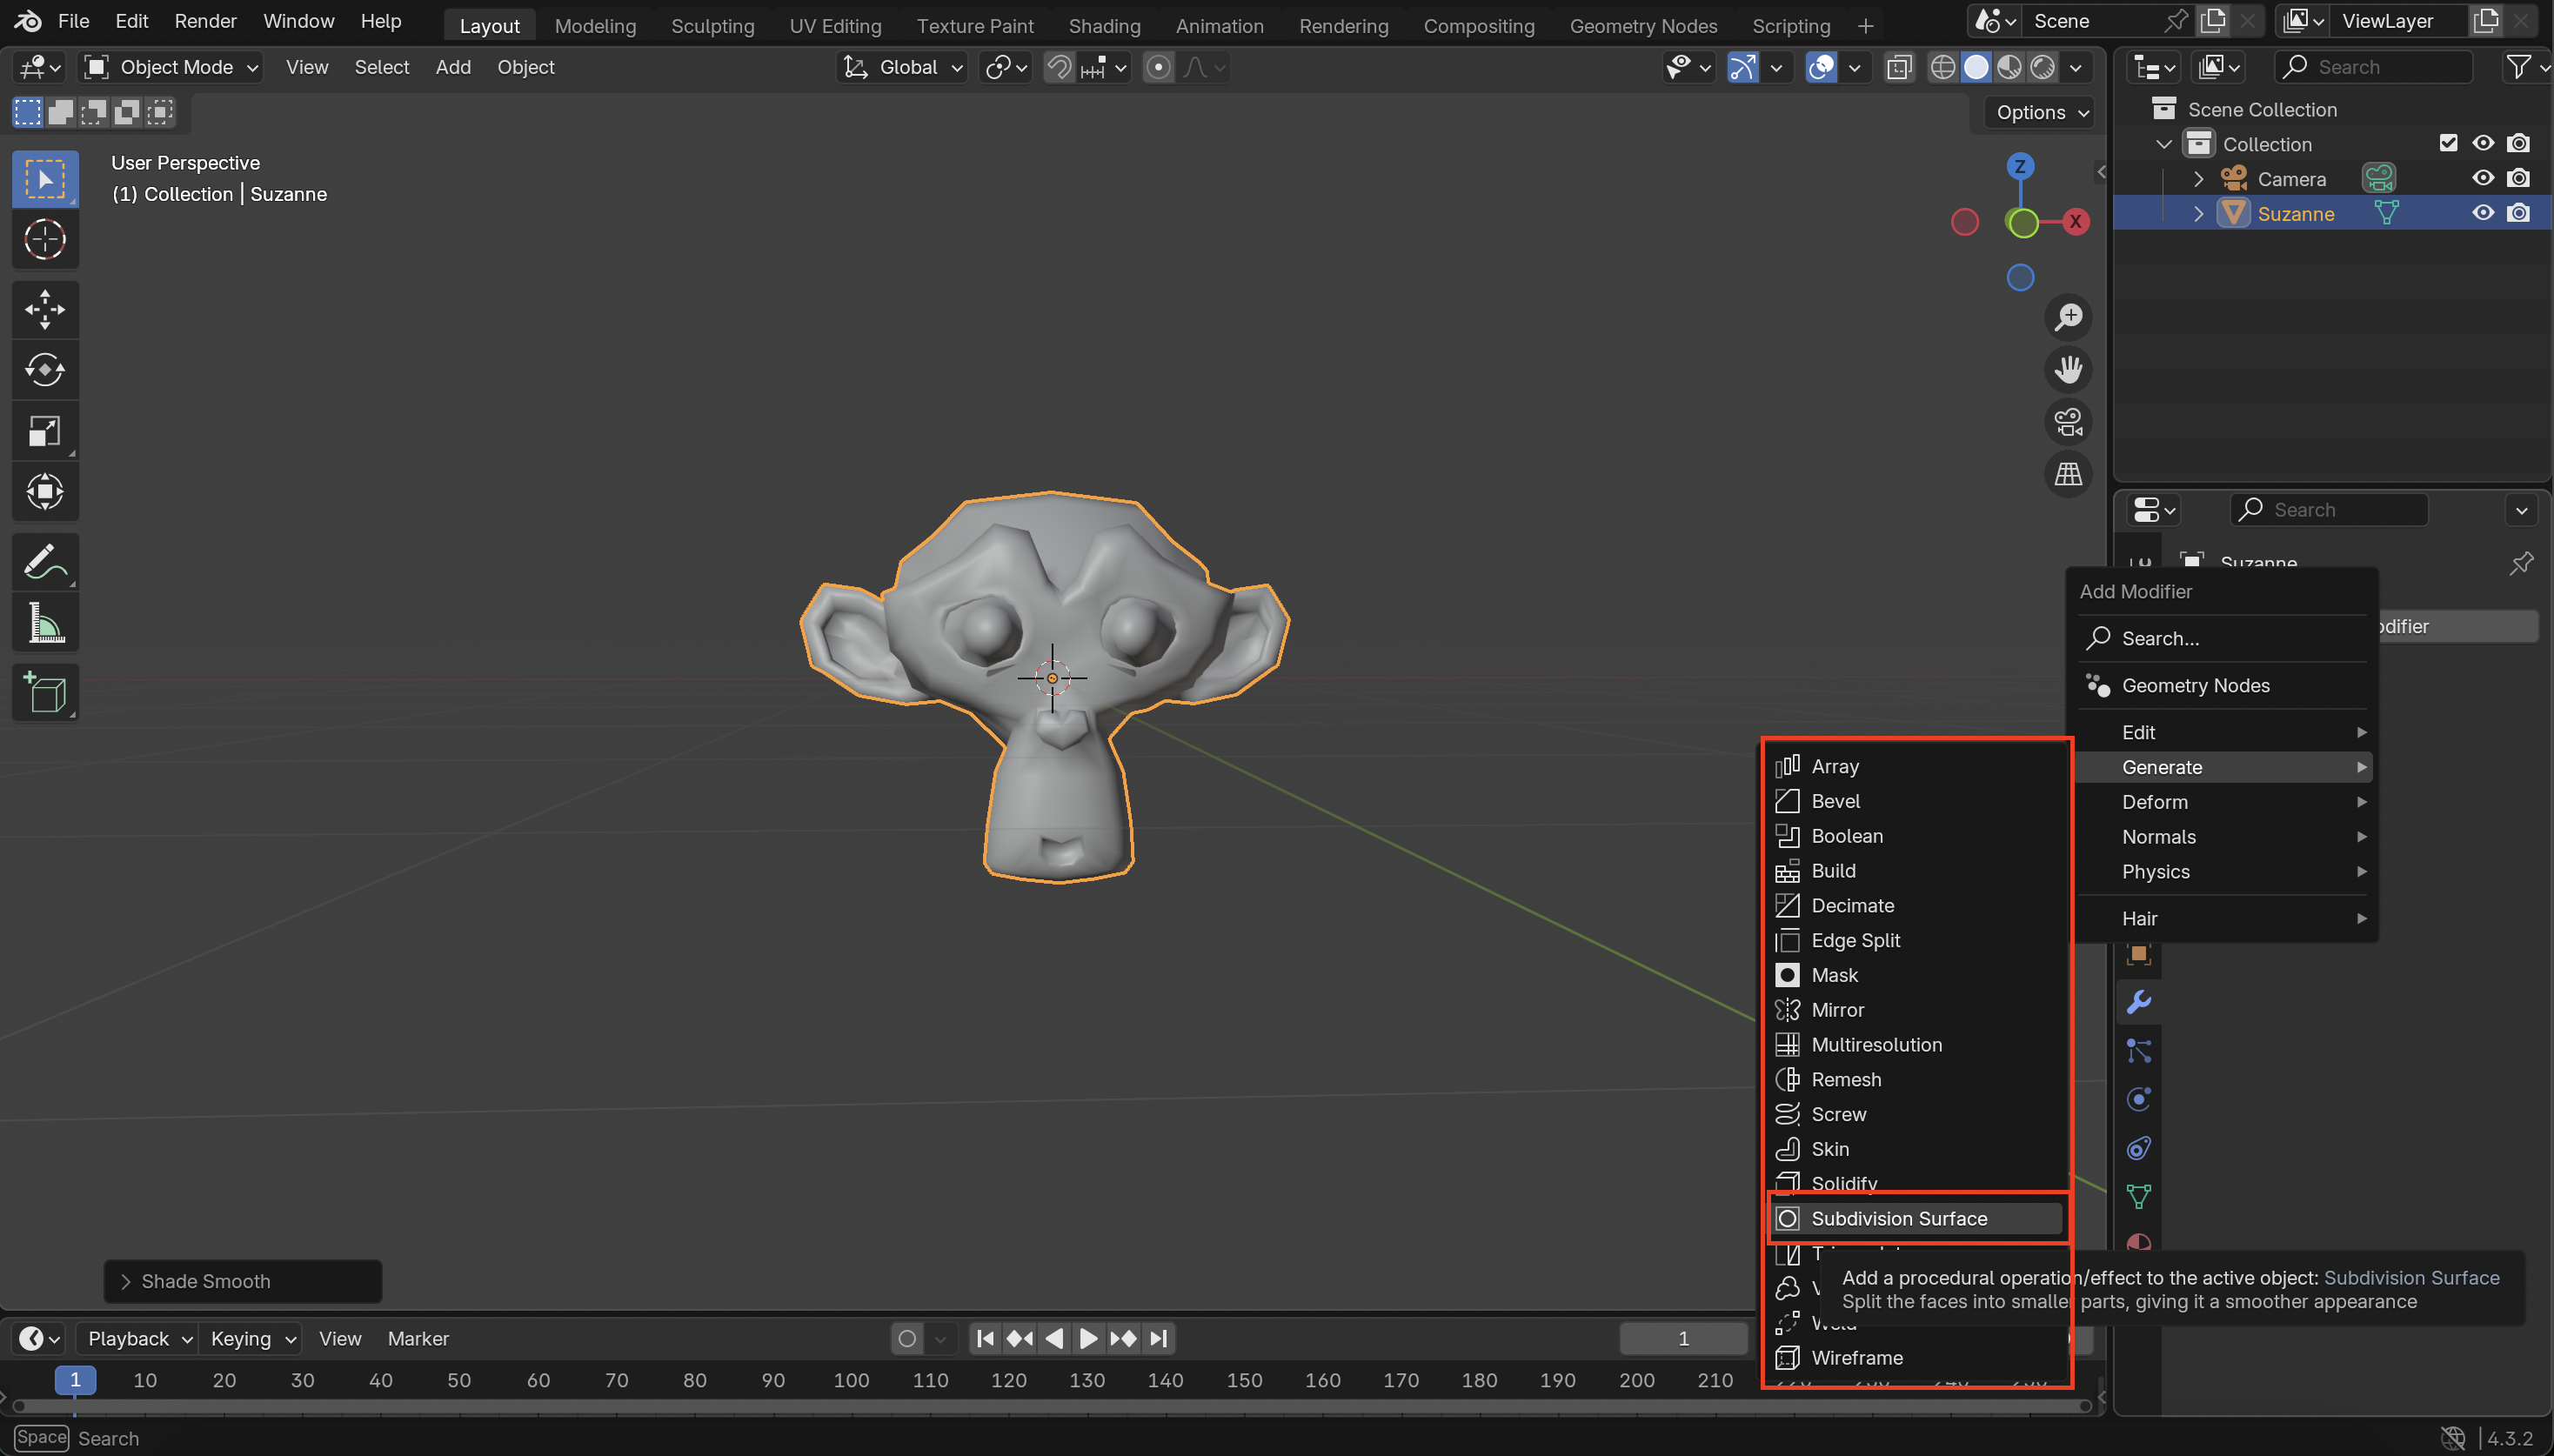 File Edit Render Window Help
Layout Modeling Sculpting UV Editing Texture Paint Shading Animation Rendering Compositing Geometry Nodes Scripting +
Scene
ViewLayer
Object Mode View Select Add Object
Global
Options
User Perspective
(1) Collection | Suzanne
Z
X
Search
Scene Collection
Collection
Camera
Suzanne
Search
Suzanne
Add Modifier
Search...
Geometry Nodes
Edit
Generate
Deform
Normals
Physics
Hair
Array
Bevel
Boolean
Build
Decimate
Edge Split
Mask
Mirror
Multiresolution
Remesh
Screw
Skin
Solidify
Subdivision Surface
Add a procedural operation/effect to the active object: Subdivision Surface
Split the faces into smaller parts, giving it a smoother appearance
Weld
Wireframe
Shade Smooth
Playback Keying View Marker
1
1 10 20 30 40 50 60 70 80 90 100 110 120 130 140 150 160 170 180 190 200 210
Space Search
4.3.2